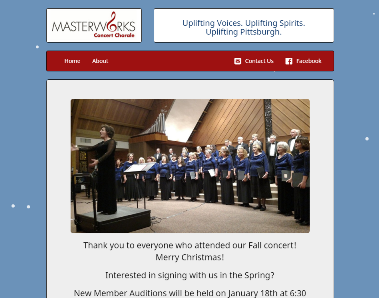 MASTERWORKS
Concert Chorale
Uplifting Voices. Uplifting Spirits.
Uplifting Pittsburgh.
Home About Contact Us Facebook
Thank you to everyone who attended our Fall concert!
Merry Christmas!
Interested in signing with us in the Spring?
New Member Auditions will be held on January 18th at 6:30